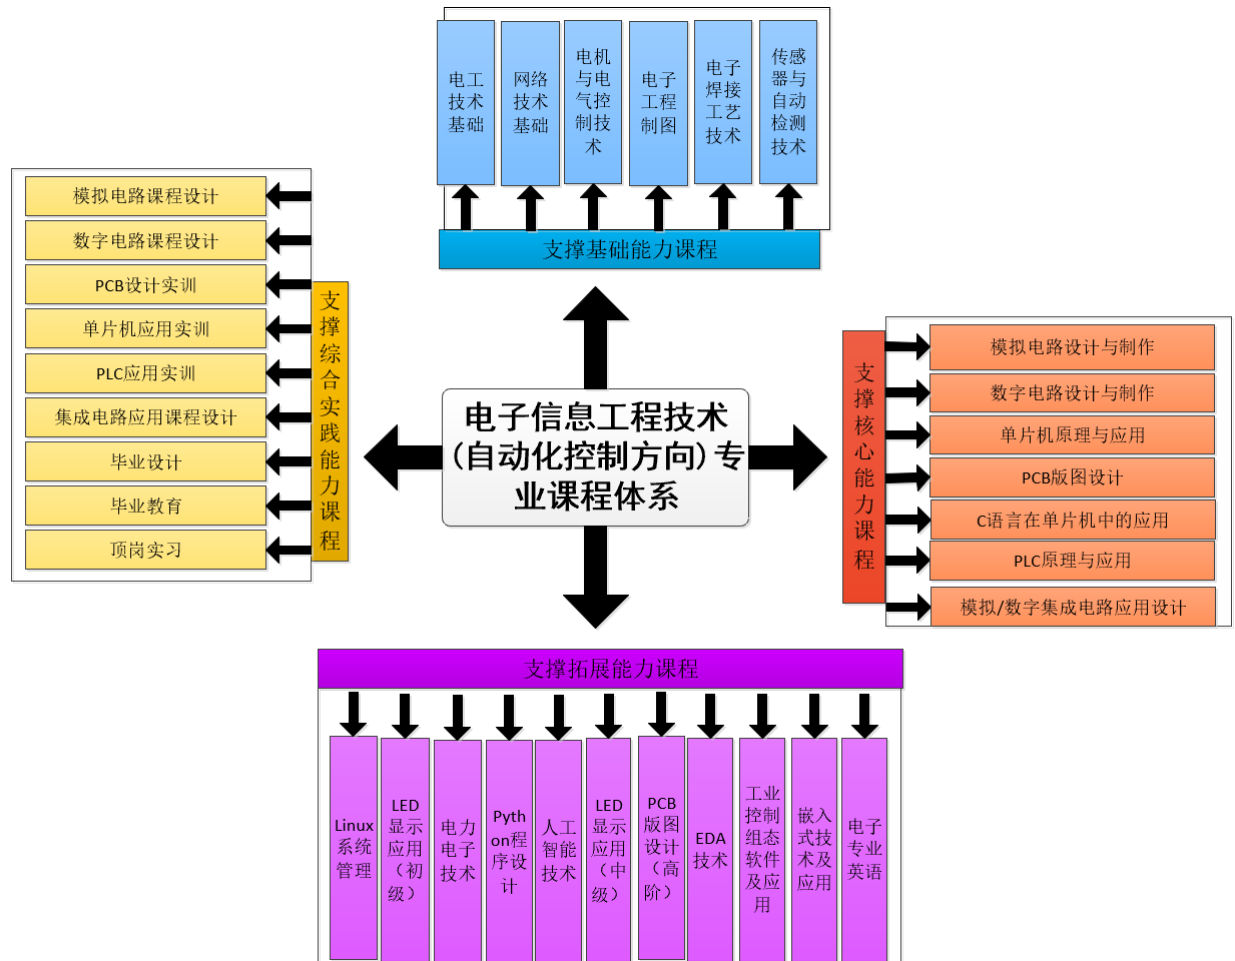 电工
技术
基础
网络
技术
基础
电机
与电
气控
制技
术
电子
工程
制图
电子
焊接
工艺
技术
传感
器与
自动
检测
技术
支撑基础能力课程
模拟电路课程设计
数字电路课程设计
PCB设计实训
单片机应用实训
PLC应用实训
集成电路应用课程设计
毕业设计
毕业教育
顶岗实习
支撑综合实践能力课程
电子信息工程技术
(自动化控制方向)专
业课程体系
支撑核心能力课程
模拟电路设计与制作
数字电路设计与制作
单片机原理与应用
PCB版图设计
C语言在单片机中的应用
PLC原理与应用
模拟/数字集成电路应用设计
支撑拓展能力课程
Linux
系统
管理
LED
显示
应用
（初
级）
电力
电子
技术
Pyth
on程
序设
计
人工
智能
技术
LED
显示
应用
（中
级）
PCB
版图
设计
（高
阶）
EDA
技术
工业
控制
组态
软件
及应
用
嵌入
式技
术及
应用
电子
专业
英语